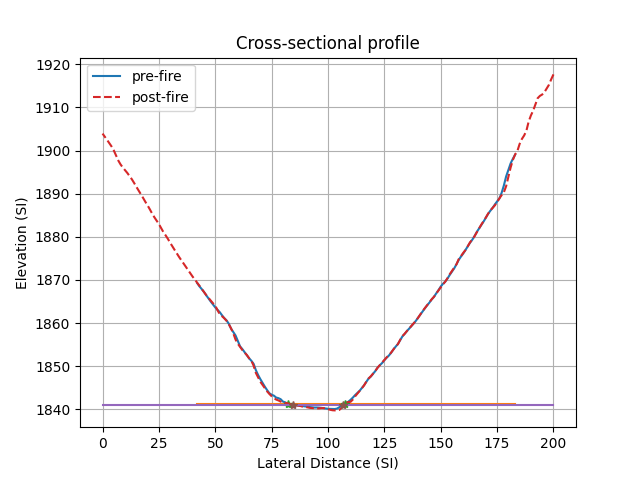 Cross-sectional profile
pre-fire
post-fire
Elevation (SI)
1920
1910
1900
1890
1880
1870
1860
1850
1840
0 25 50 75 100 125 150 175 200
Lateral Distance (SI)